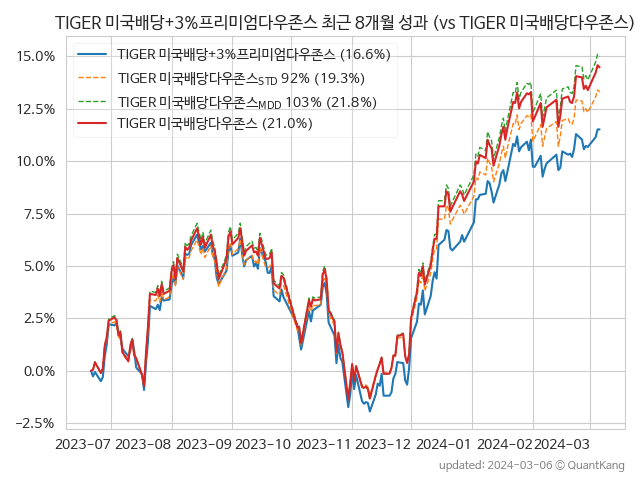 TIGER 미국배당+3%프리미엄다우존스 최근 8개월 성과 (vs TIGER 미국배당다우존스)
15.0%
12.5%
10.0%
7.5%
5.0%
2.5%
0.0%
−2.5%
TIGER 미국배당+3%프리미엄다우존스 (16.6%)
TIGER 미국배당다우존스STD 92% (19.3%)
TIGER 미국배당다우존스MDD 103% (21.8%)
TIGER 미국배당다우존스 (21.0%)
2023-07 2023-08 2023-09 2023-10 2023-11 2023-12 2024-01 2024-02 2024-03
updated: 2024-03-06 © QuantKang